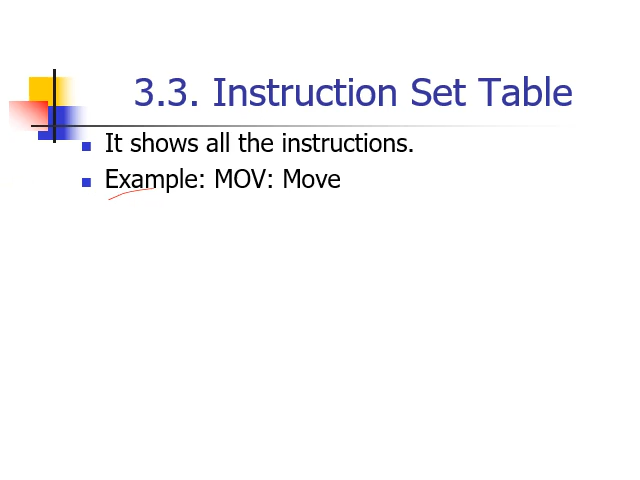 3.3. Instruction Set Table
It shows all the instructions.
Example: MOV: Move